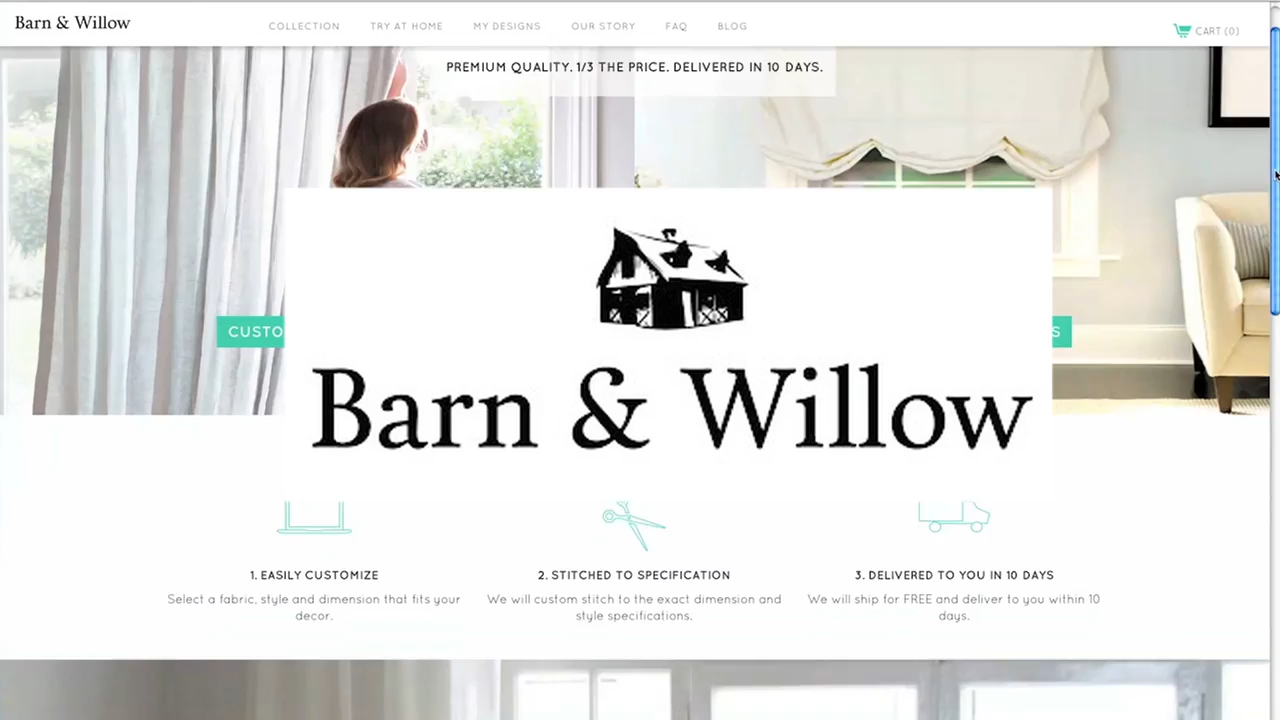 Barn & Willow
COLLECTION
TRY AT HOME
MY DESIGNS
OUR STORY
FAQ
BLOG
CART (0)
PREMIUM QUALITY. 1/3 THE PRICE. DELIVERED IN 10 DAYS.
CUSTO
S
Barn & Willow
1. EASILY CUSTOMIZE
Select a fabric, style and dimension that fits your
decor.
2. STITCHED TO SPECIFICATION
We will custom stitch to the exact dimension and
style specifications.
3. DELIVERED TO YOU IN 10 DAYS
We will ship for FREE and deliver to you within 10
days.